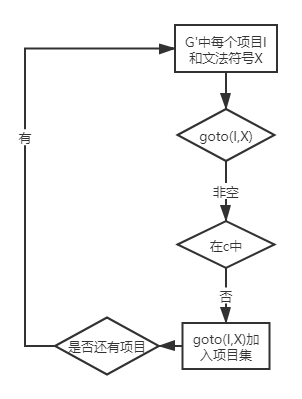 G'中每个项目I
和文法符号X
goto(I,X)
非空
在c中
否
goto(I,X)加
入项目集
是否还有项目
有